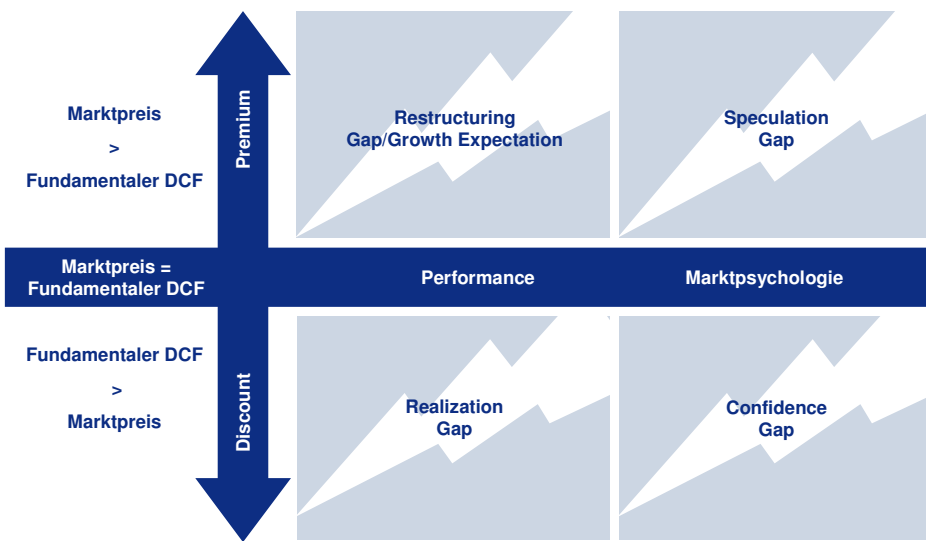 Marktpreis
>
Fundamentaler DCF
Premium
Restructuring
Gap/Growth Expectation
Speculation
Gap
Marktpreis =
Fundamentaler DCF
Performance
Marktpsychologie
Fundamentaler DCF
>
Marktpreis
Discount
Realization
Gap
Confidence
Gap